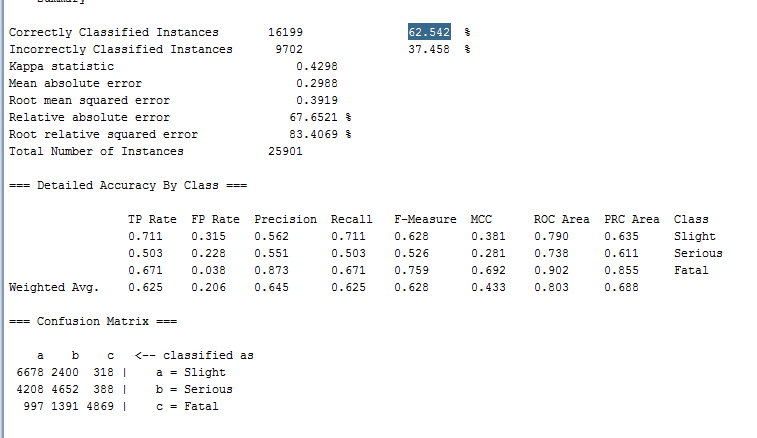 Summary
Correctly Classified Instances 16199 62.542 %
Incorrectly Classified Instances 9702 37.458 %
Kappa statistic 0.4298
Mean absolute error 0.2988
Root mean squared error 0.3919
Relative absolute error 67.6521 %
Root relative squared error 83.4069 %
Total Number of Instances 25901
=== Detailed Accuracy By Class ===
TP Rate FP Rate Precision Recall F-Measure MCC ROC Area PRC Area Class
0.711 0.315 0.562 0.711 0.628 0.381 0.790 0.635 Slight
0.503 0.228 0.551 0.503 0.526 0.281 0.738 0.611 Serious
0.671 0.038 0.873 0.671 0.759 0.692 0.902 0.855 Fatal
Weighted Avg. 0.625 0.206 0.645 0.625 0.628 0.433 0.803 0.688
=== Confusion Matrix ===
a b c <-- classified as
6678 2400 318 | a = Slight
4208 4652 388 | b = Serious
997 1391 4869 | c = Fatal